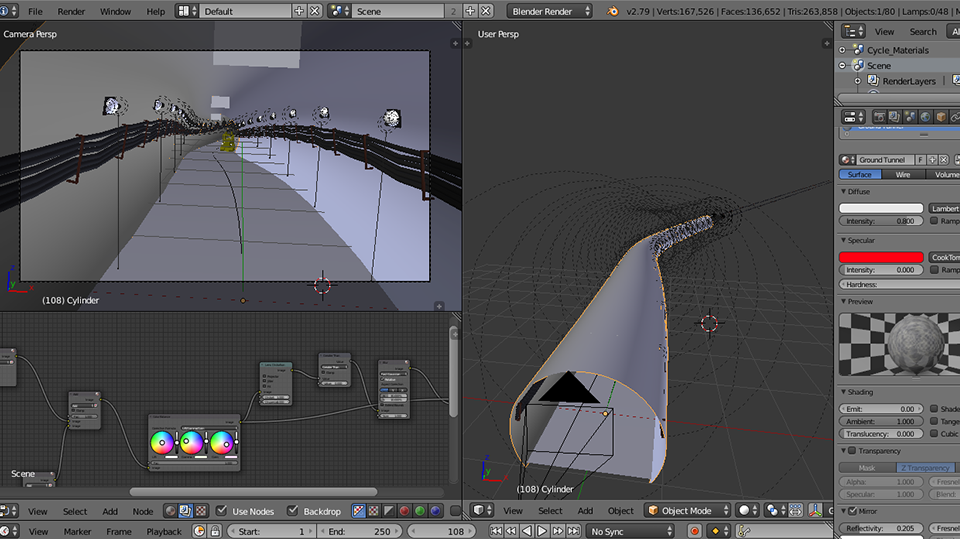 File Render Window Help Default Scene 2 Blender Render v2.79 | Verts:167,526 | Faces:136,652 | Tris:263,858 | Objects:1/80 | Lamps:0/48 |
Camera Persp
(108) Cylinder
User Persp
(108) Cylinder
View Search
Cycle_Materials
Scene
RenderLayers
Ground Tunnel F
Surface Wire Volume
Diffuse
Lambert
Intensity: 0.800 Ramp
Specular
CookTor
Intensity: 0.000 Ramp
Hardness:
Preview
Shading
Emit: 0.00 Shade
Ambient: 1.000 Tange
Translucency: 0.000 Cubic
Transparency
Mask Z Transparency
Alpha: 1.000 Fresnel
Specular: 1.000 Blend:
Mirror
Reflectivity: 0.205 Fresnel
Scene
View Select Add Node Use Nodes Backdrop
View Select Add Object Object Mode
View Marker Frame Playback Start: 1 End: 250 108 No Sync